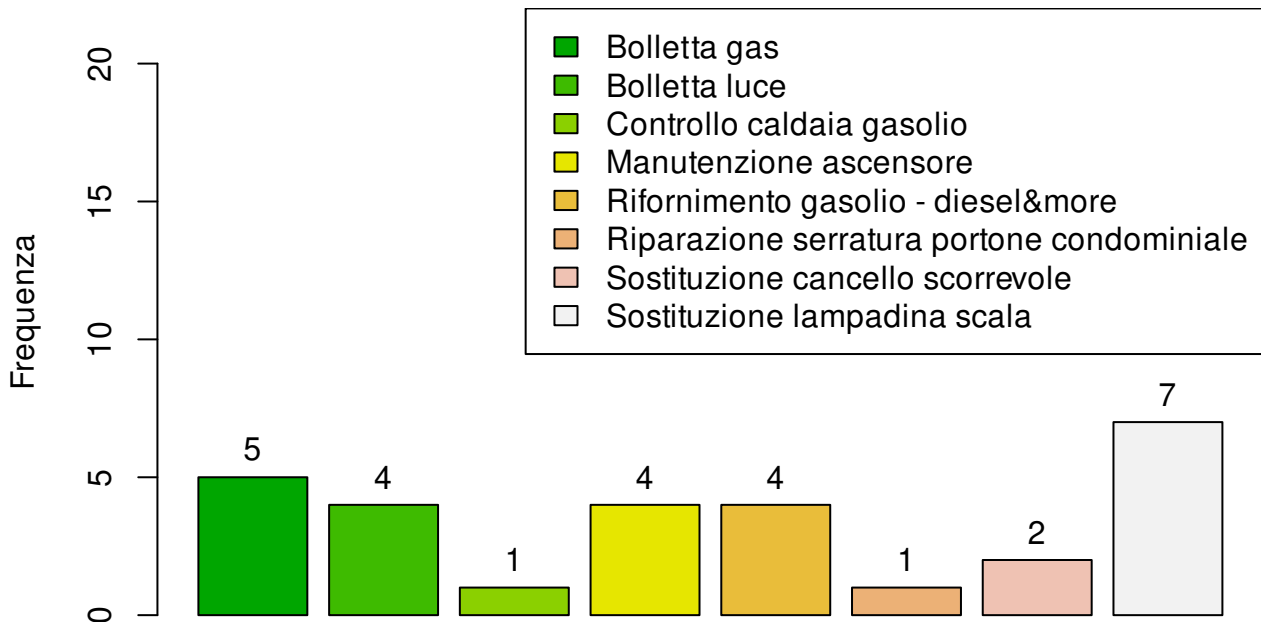 Bolletta gas
Bolletta luce
Controllo caldaia gasolio
Manutenzione ascensore
Rifornimento gasolio - diesel&more
Riparazione serratura portone condominiale
Sostituzione cancello scorrevole
Sostituzione lampadina scala
Frequenza
20
15
10
5
0
5
4
1
4
4
1
2
7